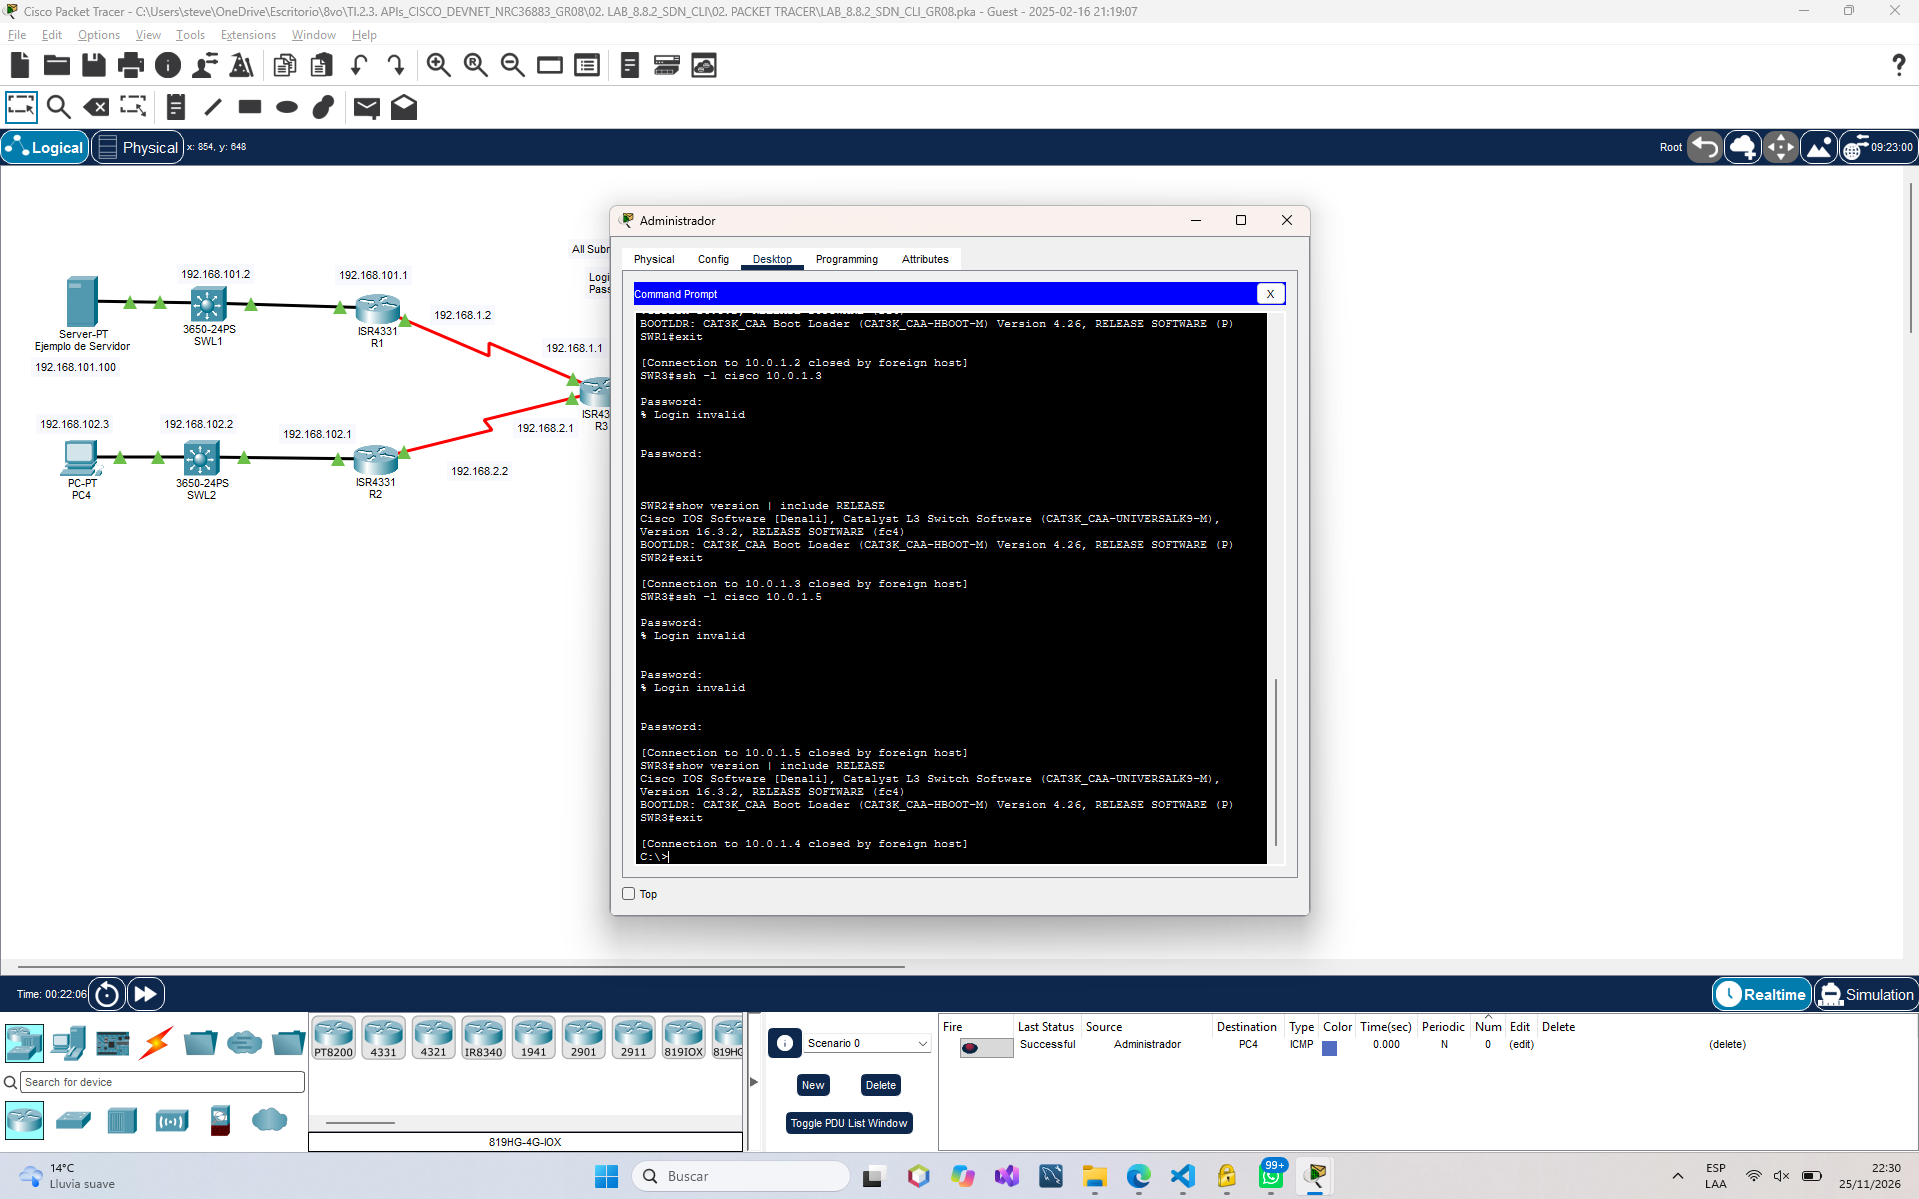 Cisco Packet Tracer - C:\Users\steve\OneDrive\Escritorio\8vo\TI.2.3. APIs_CISCO_DEVNET_NRC36883_GR08\02. LAB_8.8.2_SDN_CLI\02. PACKET TRACER\LAB_8.8.2_SDN_CLI_GR08.pka - Guest - 2025-02-16 21:19:07
File Edit Options View Tools Extensions Window Help
Logical Physical x: 854, y: 648 Root 09:23:00
All Subr
Logi
Pass
192.168.101.2
192.168.101.1
192.168.1.2
192.168.1.1
Server-PT
Ejemplo de Servidor
192.168.101.100
3650-24PS
SWL1
ISR4331
R1
ISR43
R3
192.168.102.3
192.168.102.2
192.168.102.1
192.168.2.1
192.168.2.2
PC-PT
PC4
3650-24PS
SWL2
ISR4331
R2
Administrador
Physical Config Desktop Programming Attributes
Command Prompt X
BOOTLDR: CAT3K_CAA Boot Loader (CAT3K_CAA-HBOOT-M) Version 4.26, RELEASE SOFTWARE (P)
SWR1#exit
[Connection to 10.0.1.2 closed by foreign host]
SWR3#ssh -l cisco 10.0.1.3
Password:
% Login invalid
Password:
SWR2#show version | include RELEASE
Cisco IOS Software [Denali], Catalyst L3 Switch Software (CAT3K_CAA-UNIVERSALK9-M),
Version 16.3.2, RELEASE SOFTWARE (fc4)
BOOTLDR: CAT3K_CAA Boot Loader (CAT3K_CAA-HBOOT-M) Version 4.26, RELEASE SOFTWARE (P)
SWR2#exit
[Connection to 10.0.1.3 closed by foreign host]
SWR3#ssh -l cisco 10.0.1.5
Password:
% Login invalid
Password:
% Login invalid
Password:
[Connection to 10.0.1.5 closed by foreign host]
SWR3#show version | include RELEASE
Cisco IOS Software [Denali], Catalyst L3 Switch Software (CAT3K_CAA-UNIVERSALK9-M),
Version 16.3.2, RELEASE SOFTWARE (fc4)
BOOTLDR: CAT3K_CAA Boot Loader (CAT3K_CAA-HBOOT-M) Version 4.26, RELEASE SOFTWARE (P)
SWR3#exit
[Connection to 10.0.1.4 closed by foreign host]
C:\>
Top
Time: 00:22:06 Realtime Simulation
PT8200 4331 4321 IR8340 1941 2901 2911 819IOX 819HG
Search for device
819HG-4G-IOX
Scenario 0
New Delete
Toggle PDU List Window
Fire Last Status Source Destination Type Color Time(sec) Periodic Num Edit Delete
Successful Administrador PC4 ICMP 0.000 N 0 (edit) (delete)
14°C
Lluvia suave
Buscar
99+
ESP
LAA
22:30
25/11/2026